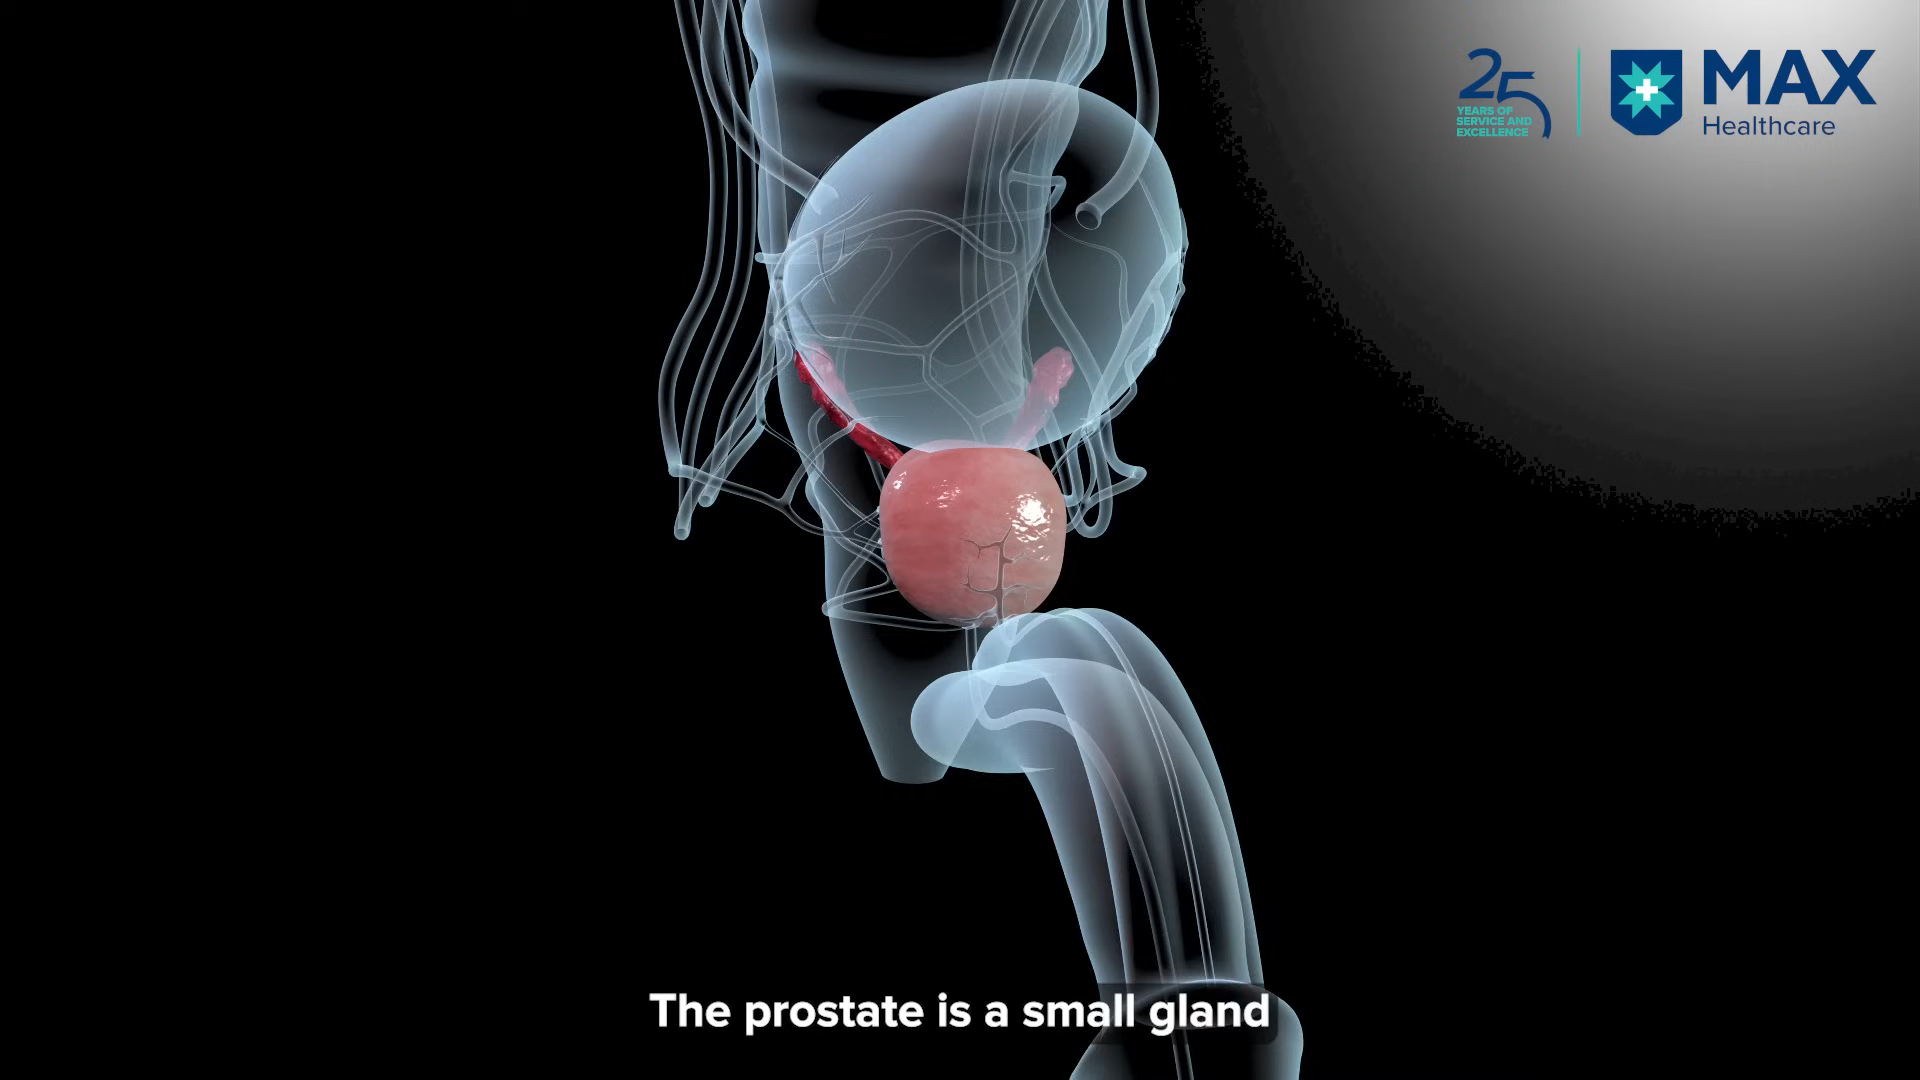 25
YEARS OF
SERVICE AND
EXCELLENCE
MAX
Healthcare
The prostate is a small gland